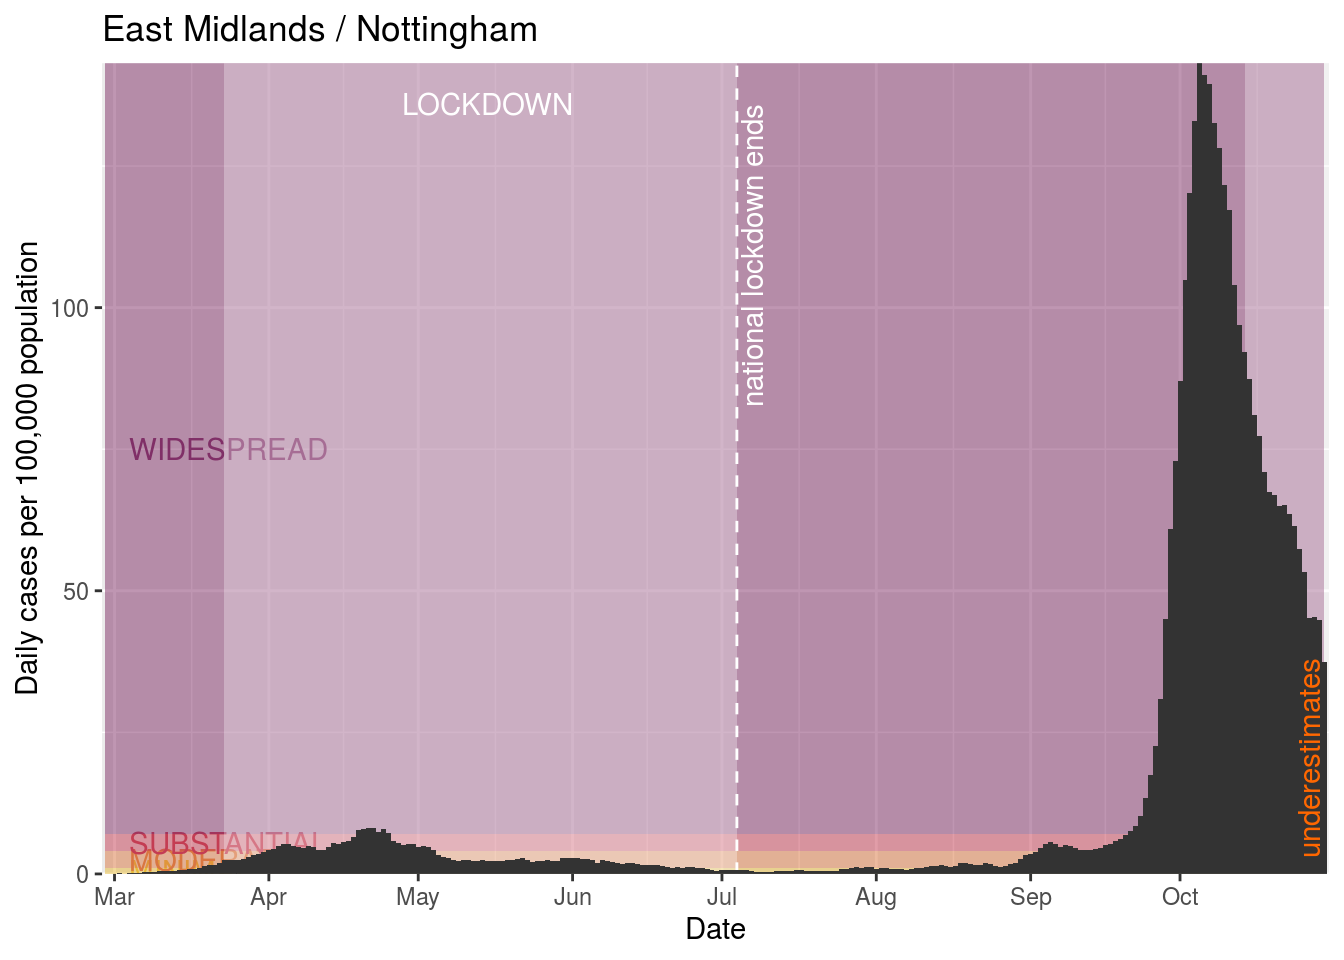 East Midlands / Nottingham
LOCKDOWN
national lockdown ends
WIDESPREAD
SUBSTANTIAL
underestimates
Daily cases per 100,000 population
100
50
0
Mar
Apr
May
Jun
Jul
Aug
Sep
Oct
Date